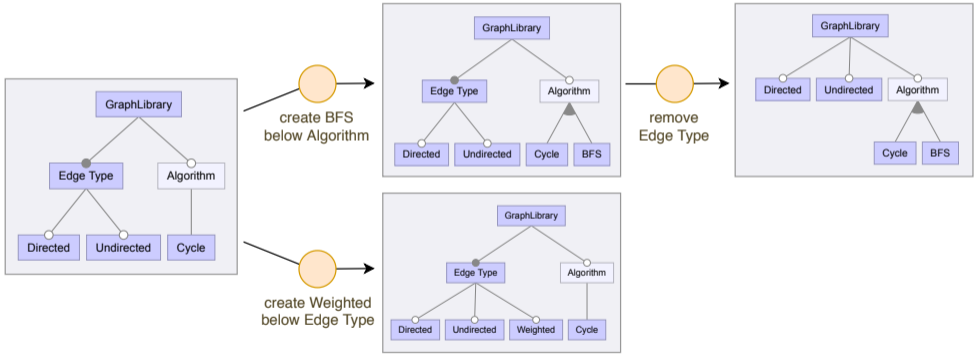 GraphLibrary
Edge Type
Algorithm
Directed
Undirected
Cycle
create BFS
below Algorithm
GraphLibrary
Edge Type
Algorithm
Directed
Undirected
Cycle
BFS
remove
Edge Type
GraphLibrary
Directed
Undirected
Algorithm
Cycle
BFS
create Weighted
below Edge Type
GraphLibrary
Edge Type
Algorithm
Directed
Undirected
Weighted
Cycle